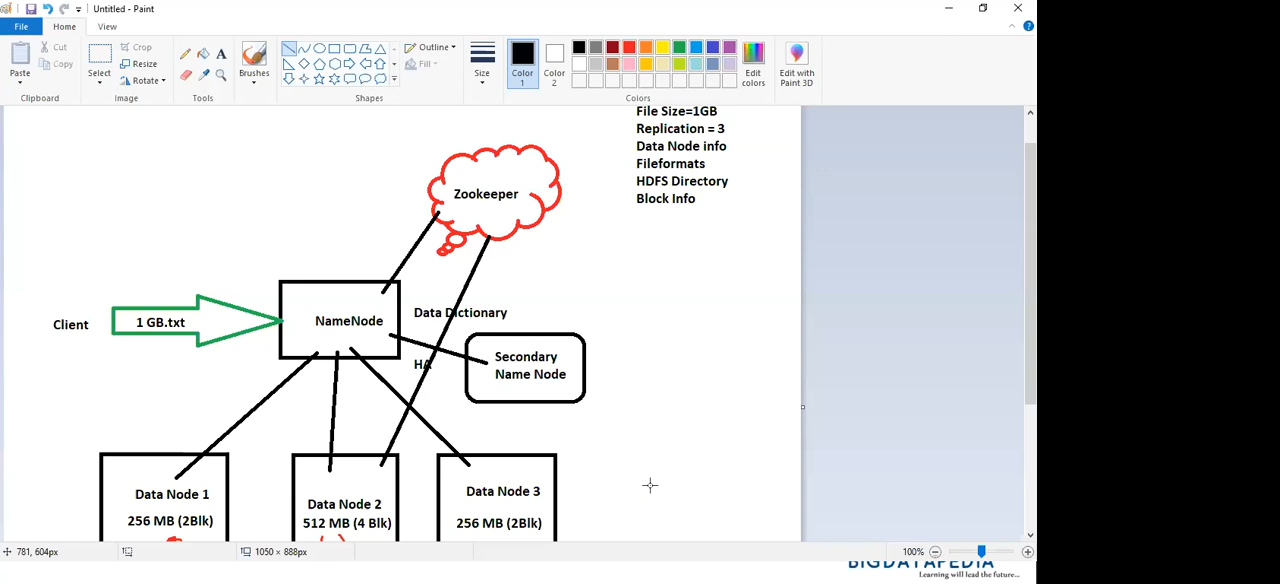 Untitled - Paint
File
Home
View
Paste
Cut
Copy
Clipboard
Select
Crop
Resize
Rotate
Image
A
Tools
Brushes
Outline
Fill
Shapes
Size
Color
1
Color
2
Edit
colors
Colors
Edit with
Paint 3D
File Size=1GB
Replication = 3
Data Node info
Fileformats
HDFS Directory
Block Info
Zookeeper
Client
1 GB.txt
NameNode
Data Dictionary
HA
Secondary
Name Node
Data Node 1
256 MB (2Blk)
Data Node 2
512 MB (4 Blk)
Data Node 3
256 MB (2Blk)
781, 604px
1050 × 888px
100%
BIGDATAPEDIA
Learning will lead the future...